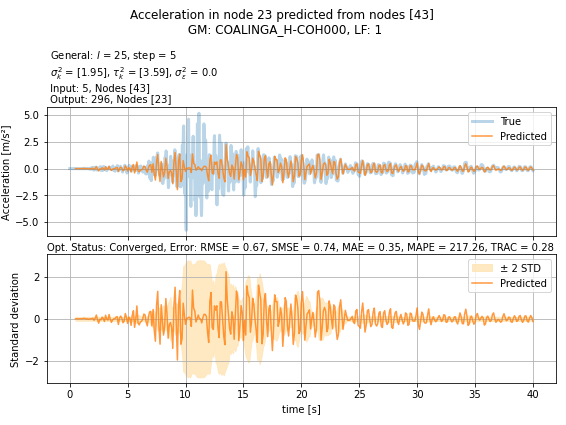 Acceleration in node 23 predicted from nodes [43]
GM: COALINGA_H-COH000, LF: 1
General: l = 25, step = 5
σ²ₖ = [1.95], τ²ₖ = [3.59], σ²ε = 0.0
Input: 5, Nodes [43]
Output: 296, Nodes [23]
Acceleration [m/s²]
5.0
2.5
0.0
−2.5
−5.0
True
Predicted
Opt. Status: Converged, Error: RMSE = 0.67, SMSE = 0.74, MAE = 0.35, MAPE = 217.26, TRAC = 0.28
Standard deviation
2
0
−2
± 2 STD
Predicted
0 5 10 15 20 25 30 35 40
time [s]